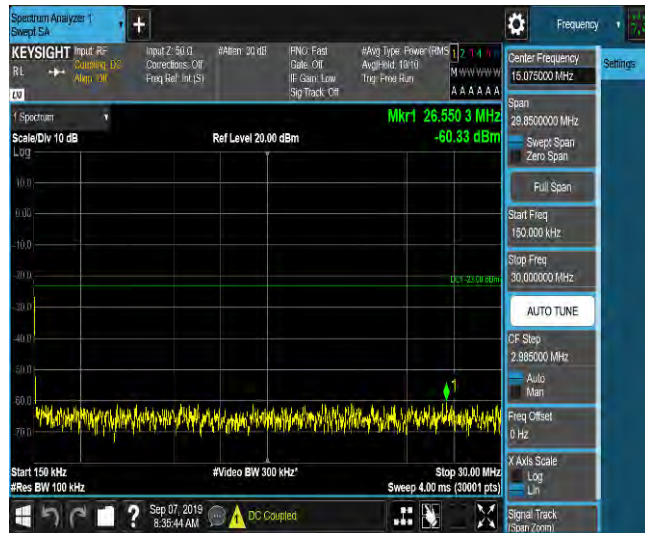 Spectrum Analyzer 1
Swept SA
Frequency
KEYSIGHT
Input: RF
Coupling: DC
Align: Off
Input Z: 50 Ω
Corrections: Off
Freq Ref: Int (S)
#Atten: 20 dB
PNO: Fast
Gate: Off
IF Gain: Low
Sig Track: Off
#Avg Type: Power (RMS
Avg|Hold: 10/10
Trig: Free Run
1 2 3 4 5 6
M W W W W W
A A A A A A
RL
LXI
1 Spectrum
Scale/Div 10 dB
Log
Ref Level 20.00 dBm
Mkr1 26.550 3 MHz
-60.33 dBm
10.0
0.00
-10.0
-20.0
-30.0
-40.0
-50.0
-60.0
-70.0
DL1 -23.00 dBm
1
Start 150 kHz
#Res BW 100 kHz
#Video BW 300 kHz*
Stop 30.00 MHz
Sweep 4.00 ms (30001 pts)
Sep 07, 2019
8:35:44 AM
DC Coupled
Center Frequency
15.075000 MHz
Settings
Span
29.8500000 MHz
Swept Span
Zero Span
Full Span
Start Freq
150.000 kHz
Stop Freq
30.000000 MHz
AUTO TUNE
CF Step
2.985000 MHz
Auto
Man
Freq Offset
0 Hz
X Axis Scale
Log
Lin
Signal Track
(Span Zoom)